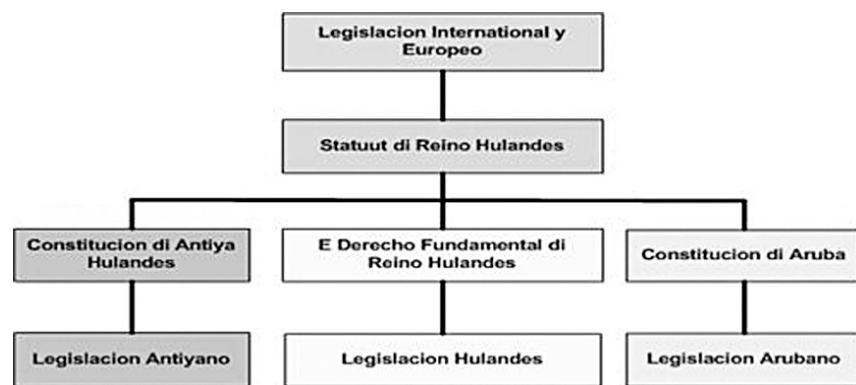 Legislacion International y
Europeo
Statuut di Reino Hulandes
Constitucion di Antiya
Hulandes
E Derecho Fundamental di
Reino Hulandes
Constitucion di Aruba
Legislacion Antiyano
Legislacion Hulandes
Legislacion Arubano